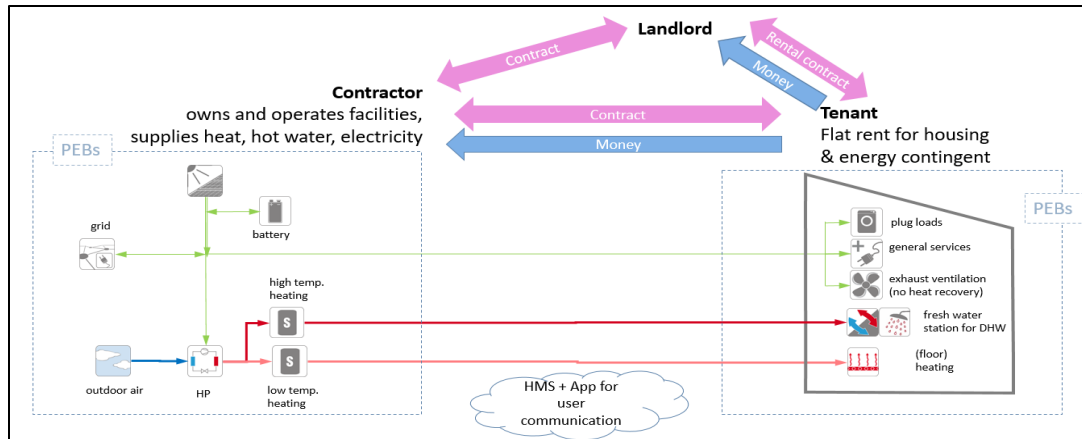 Landlord
Contract
Rental contract
Money
Contractor
owns and operates facilities,
supplies heat, hot water, electricity
Contract
Money
Tenant
Flat rent for housing
& energy contingent
PEBs
PEBs
grid
battery
plug loads
general services
exhaust ventilation
(no heat recovery)
high temp.
heating
S
fresh water
station for DHW
S
(floor)
heating
outdoor air
HP
low temp.
heating
HMS + App for
user
communication